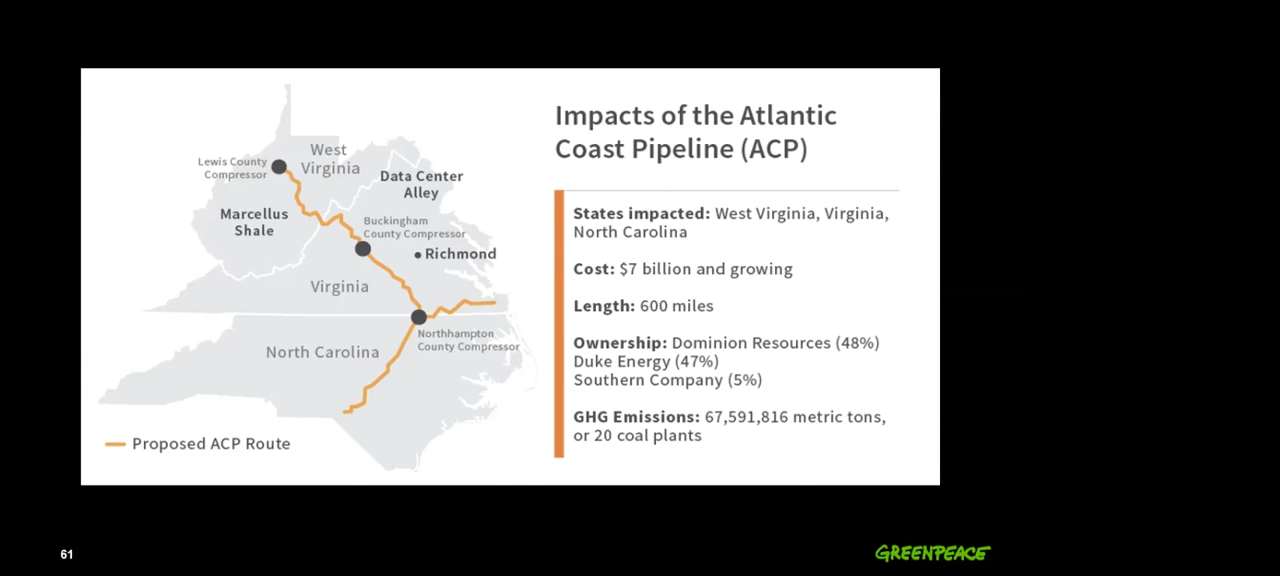 Impacts of the Atlantic
Coast Pipeline (ACP)
West
Virginia
Lewis County
Compressor
Data Center
Alley
Marcellus
Shale
Buckingham
County Compressor
Richmond
Virginia
Northhampton
County Compressor
North Carolina
Proposed ACP Route
States impacted: West Virginia, Virginia,
North Carolina
Cost: $7 billion and growing
Length: 600 miles
Ownership: Dominion Resources (48%)
Duke Energy (47%)
Southern Company (5%)
GHG Emissions: 67,591,816 metric tons,
or 20 coal plants
61
GREENPEACE